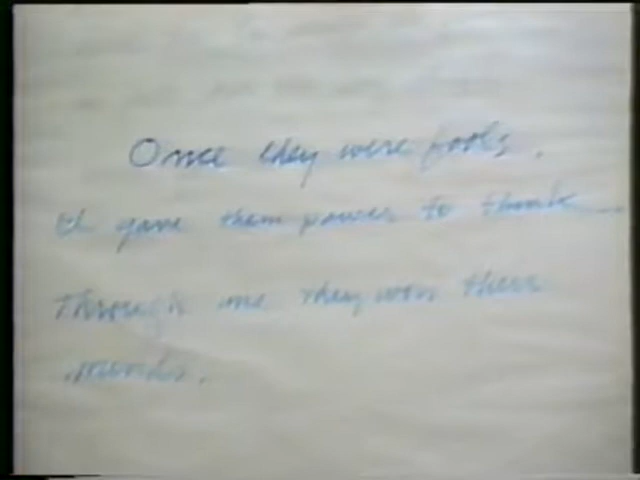 Once they were fools.
I gave them power to think —
Through me they won their
minds.